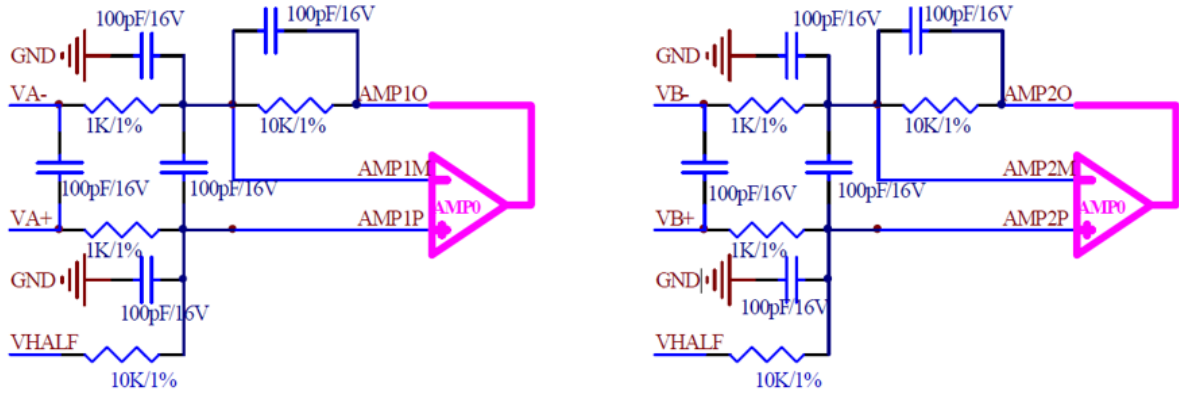 100pF/16V
100pF/16V
GND
VA-
AMP1O
1K/1%
10K/1%
AMP1M
100pF/16V
100pF/16V
VA+
AMP1P
AMP0
1K/1%
GND
100pF/16V
VHALF
10K/1%
100pF/16V
100pF/16V
GND
VB-
AMP2O
1K/1%
10K/1%
AMP2M
100pF/16V
100pF/16V
VB+
AMP2P
AMP0
1K/1%
GND
100pF/16V
VHALF
10K/1%